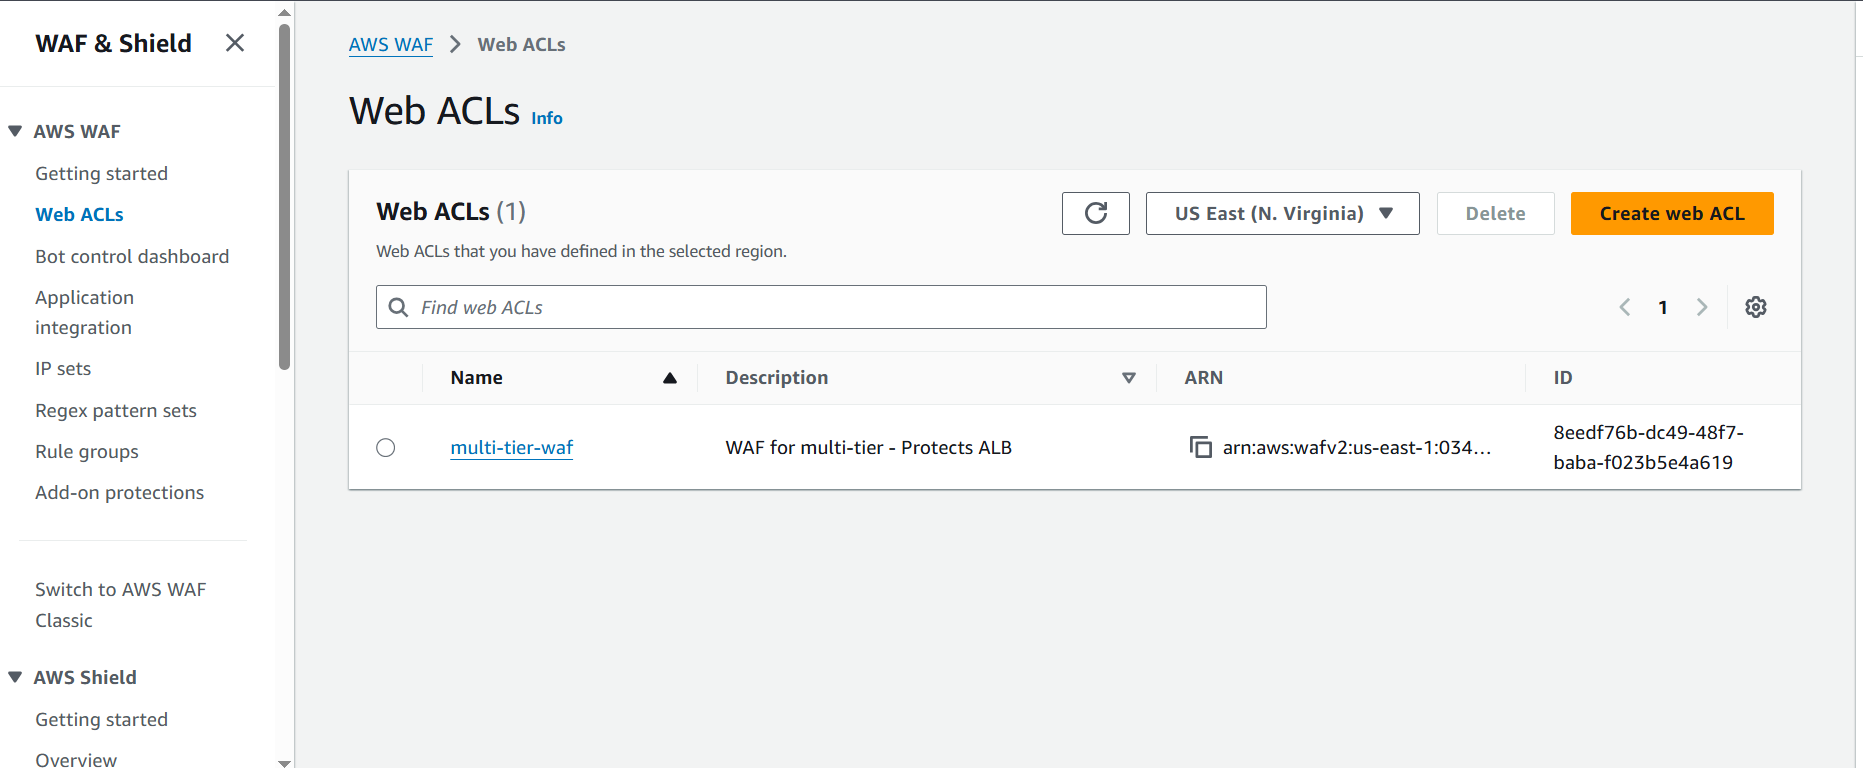 WAF & Shield
AWS WAF
Getting started
Web ACLs
Bot control dashboard
Application
integration
IP sets
Regex pattern sets
Rule groups
Add-on protections
Switch to AWS WAF
Classic
AWS Shield
Getting started
Overview
AWS WAF > Web ACLs
Web ACLs Info
Web ACLs (1)
US East (N. Virginia)
Delete
Create web ACL
Web ACLs that you have defined in the selected region.
Find web ACLs
1
Name Description ARN ID
multi-tier-waf WAF for multi-tier - Protects ALB arn:aws:wafv2:us-east-1:034... 8eedf76b-dc49-48f7-
baba-f023b5e4a619